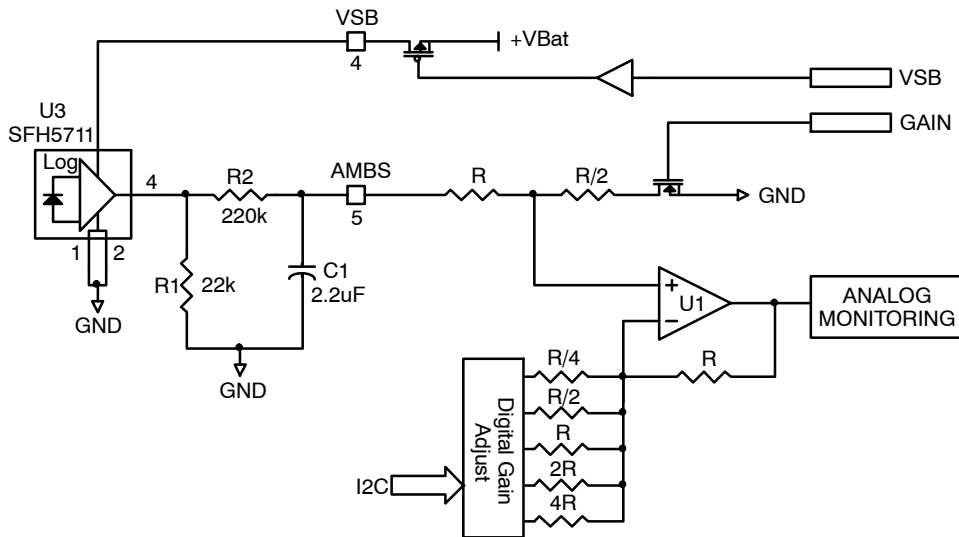 VSB
4
+VBat
VSB
U3
SFH5711
GAIN
Log
4
R2
220k
AMBS
5
R
R/2
GND
1
2
R1
22k
C1
2.2uF
GND
GND
+
U1
−
ANALOG
MONITORING
R
R/4
R/2
R
2R
4R
Digital Gain
Adjust
I2C